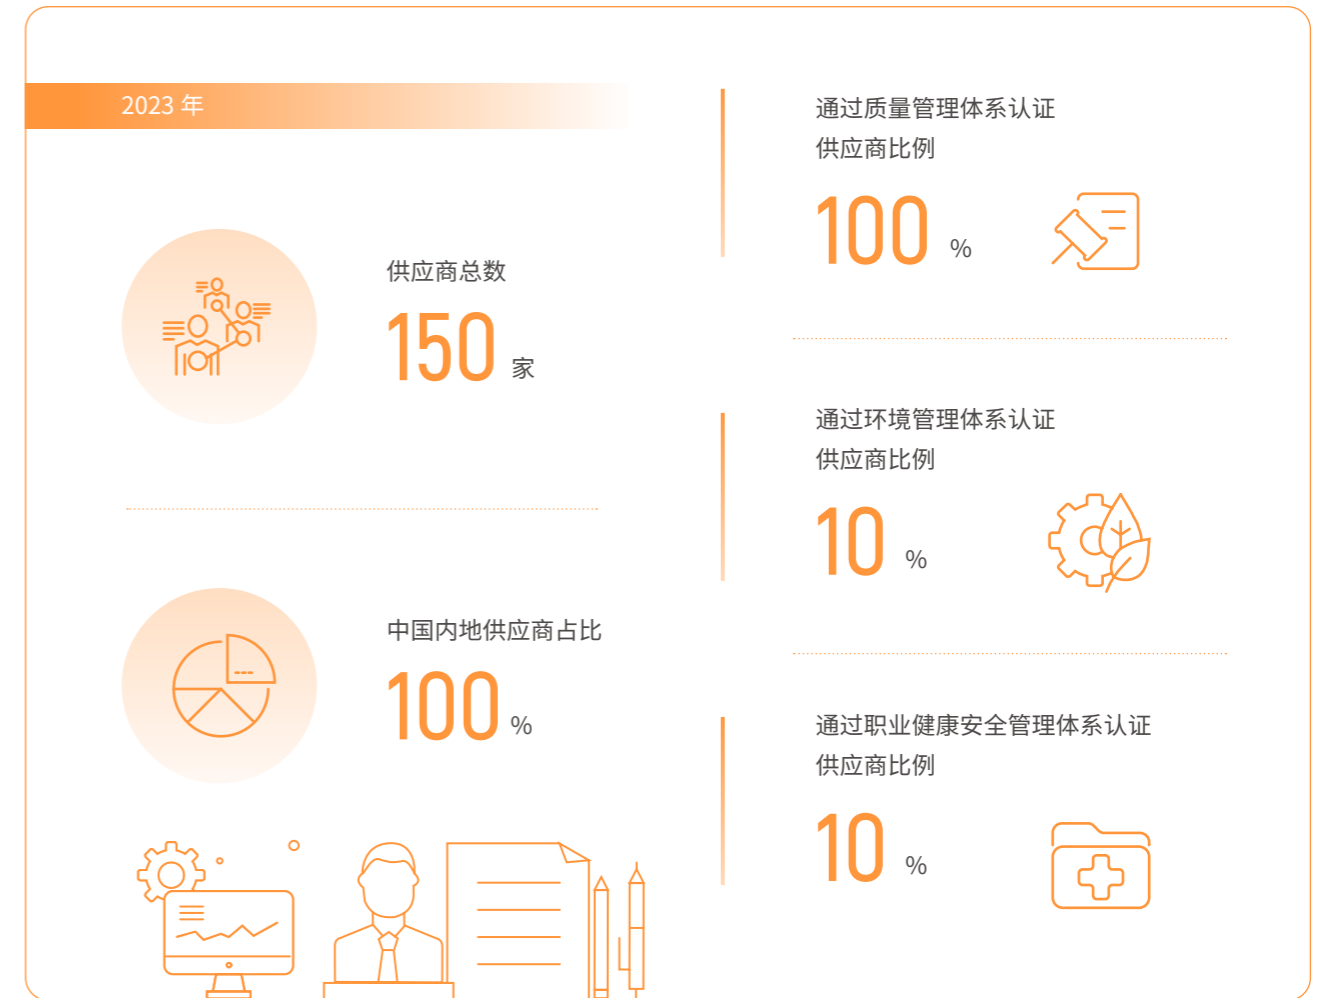 2023 年
供应商总数
150 家
中国内地供应商占比
100 %
通过质量管理体系认证
供应商比例
100 %
通过环境管理体系认证
供应商比例
10 %
通过职业健康安全管理体系认证
供应商比例
10 %